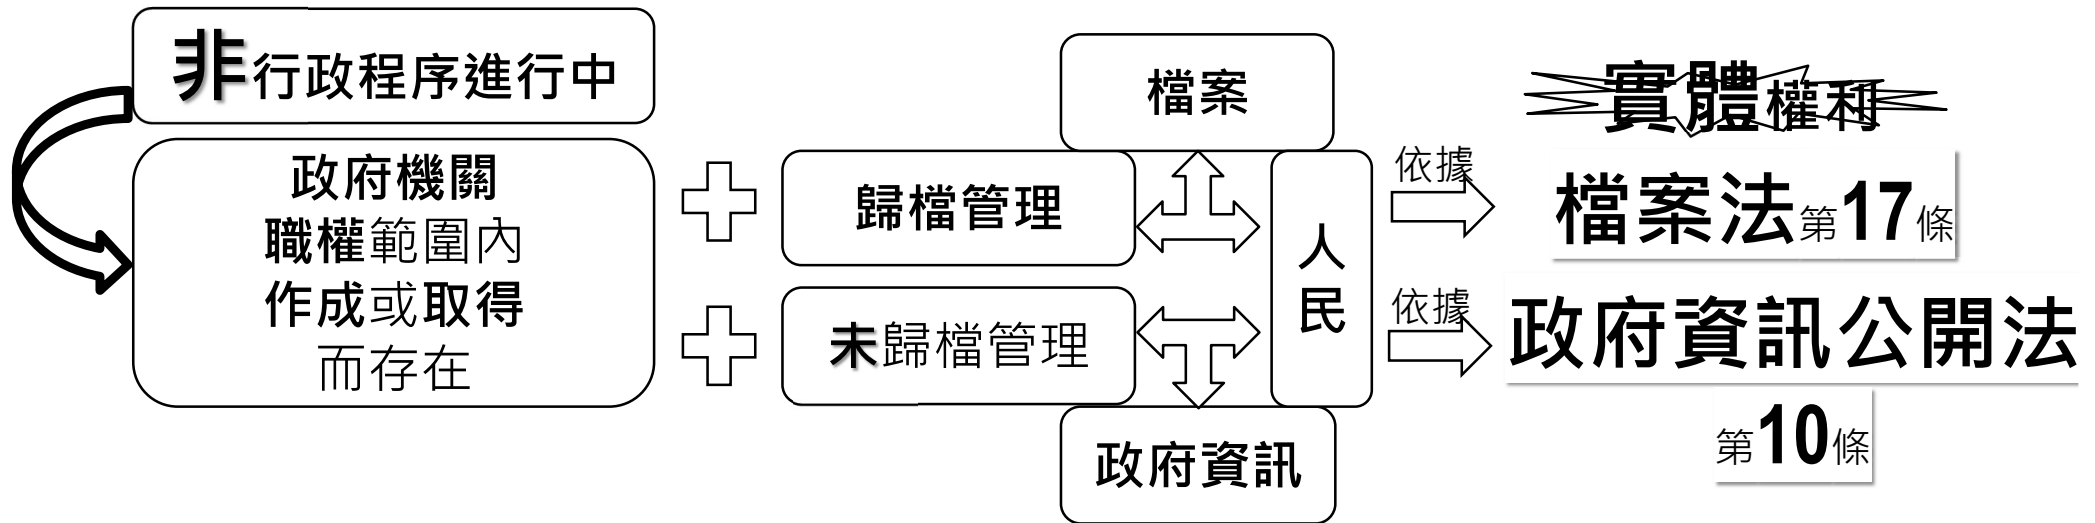 非行政程序進行中
政府機關
職權範圍內
作成或取得
而存在
歸檔管理
未歸檔管理
檔案
人民
政府資訊
依據
依據
實體權利
檔案法第17條
政府資訊公開法
第10條